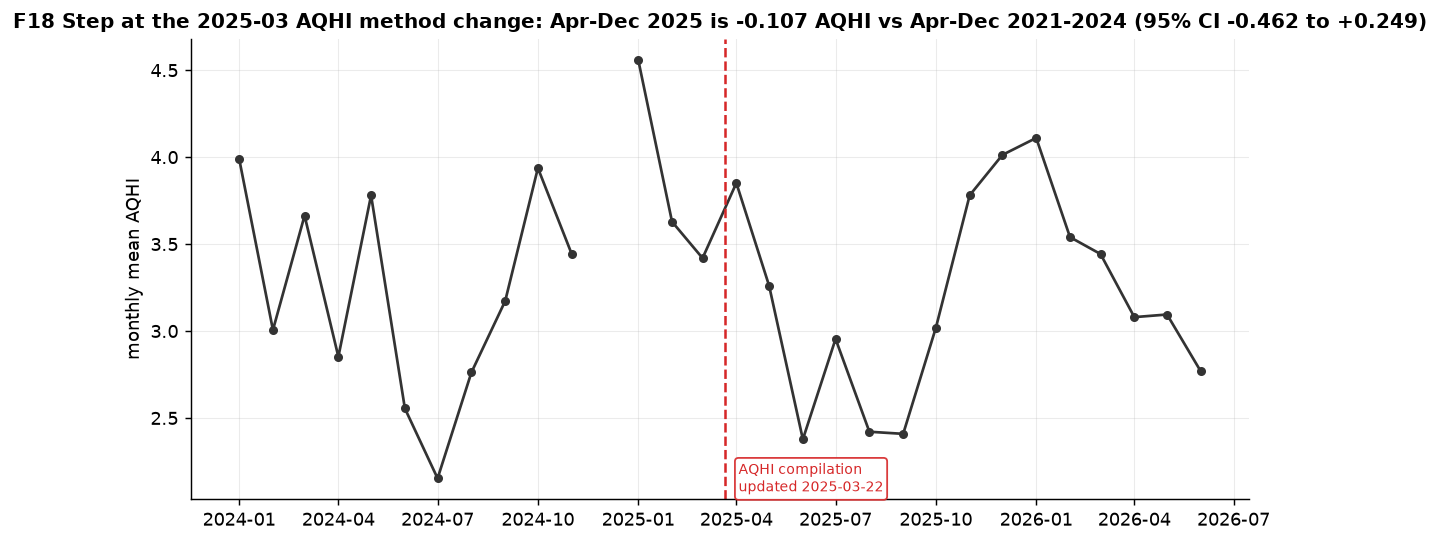 F18 Step at the 2025-03 AQHI method change: Apr-Dec 2025 is -0.107 AQHI vs Apr-Dec 2021-2024 (95% CI -0.462 to +0.249)
monthly mean AQHI
4.5
4.0
3.5
3.0
2.5
AQHI compilation
updated 2025-03-22
2024-01 2024-04 2024-07 2024-10 2025-01 2025-04 2025-07 2025-10 2026-01 2026-04 2026-07